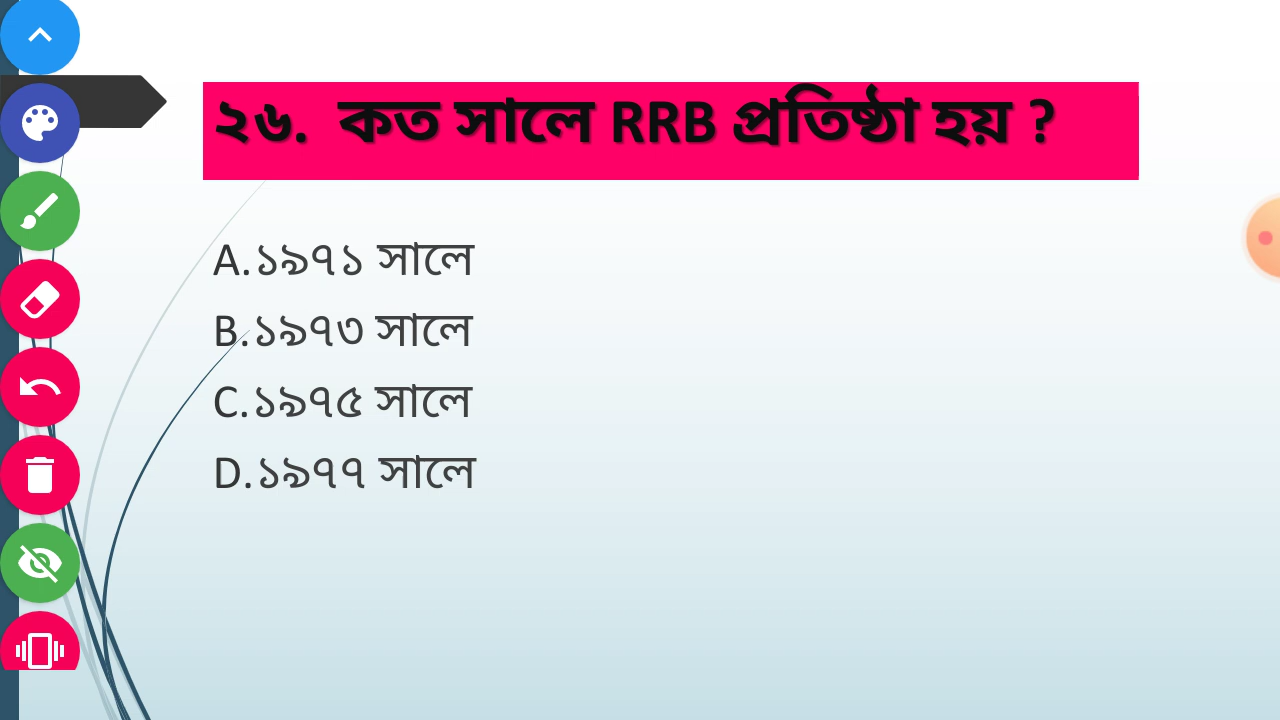 ২৬. কত সালে RRB প্রতিষ্ঠা হয় ?
A.১৯৭১ সালে
B.১৯৭৩ সালে
C.১৯৭৫ সালে
D.১৯৭৭ সালে